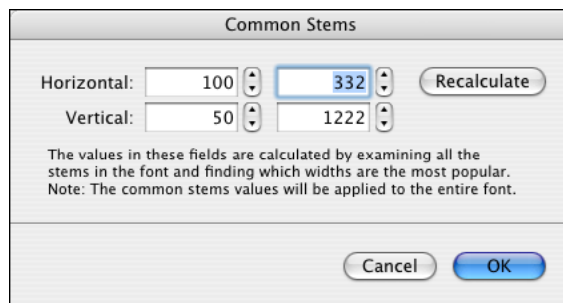 Common Stems
Horizontal: 100 332 Recalculate
Vertical: 50 1222
The values in these fields are calculated by examining all the
stems in the font and finding which widths are the most popular.
Note: The common stems values will be applied to the entire font.
Cancel OK